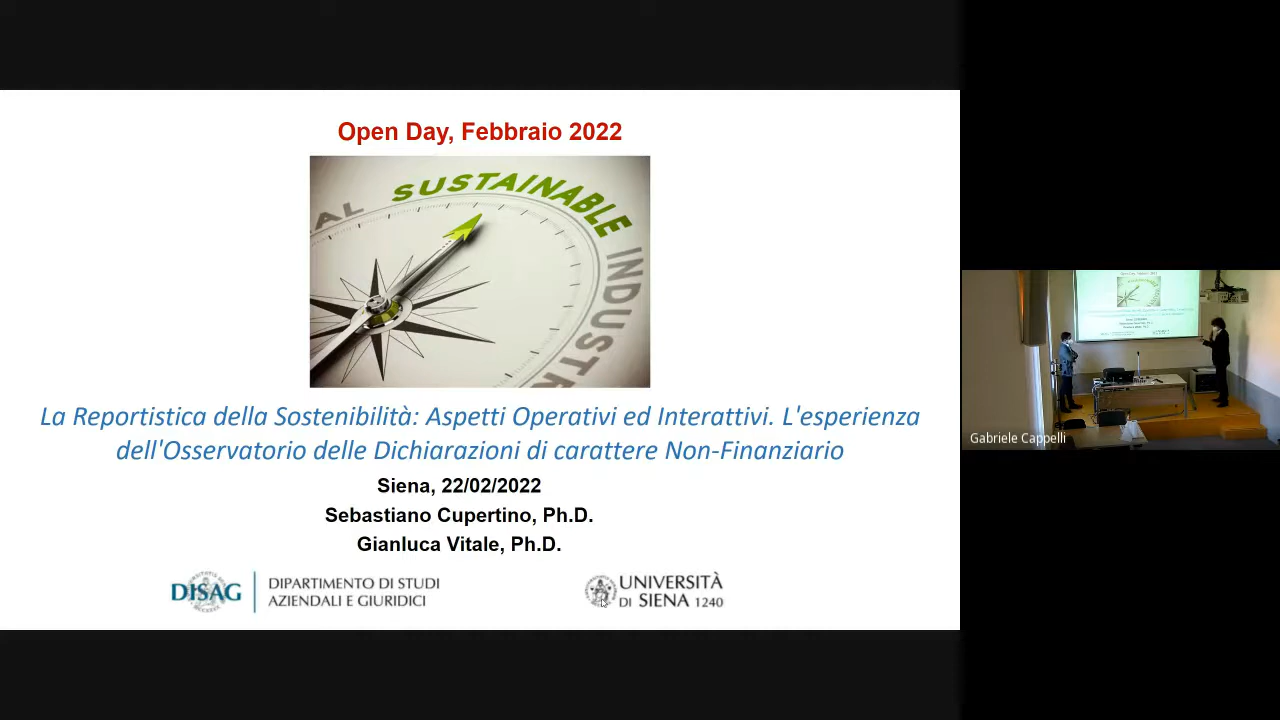 Open Day, Febbraio 2022
AL SUSTAINABLE INDUSTR
La Reportistica della Sostenibilità: Aspetti Operativi ed Interattivi. L'esperienza
dell'Osservatorio delle Dichiarazioni di carattere Non-Finanziario
Siena, 22/02/2022
Sebastiano Cupertino, Ph.D.
Gianluca Vitale, Ph.D.
DISAG
DIPARTIMENTO DI STUDI
AZIENDALI E GIURIDICI
UNIVERSITÀ
DI SIENA 1240
Gabriele Cappelli